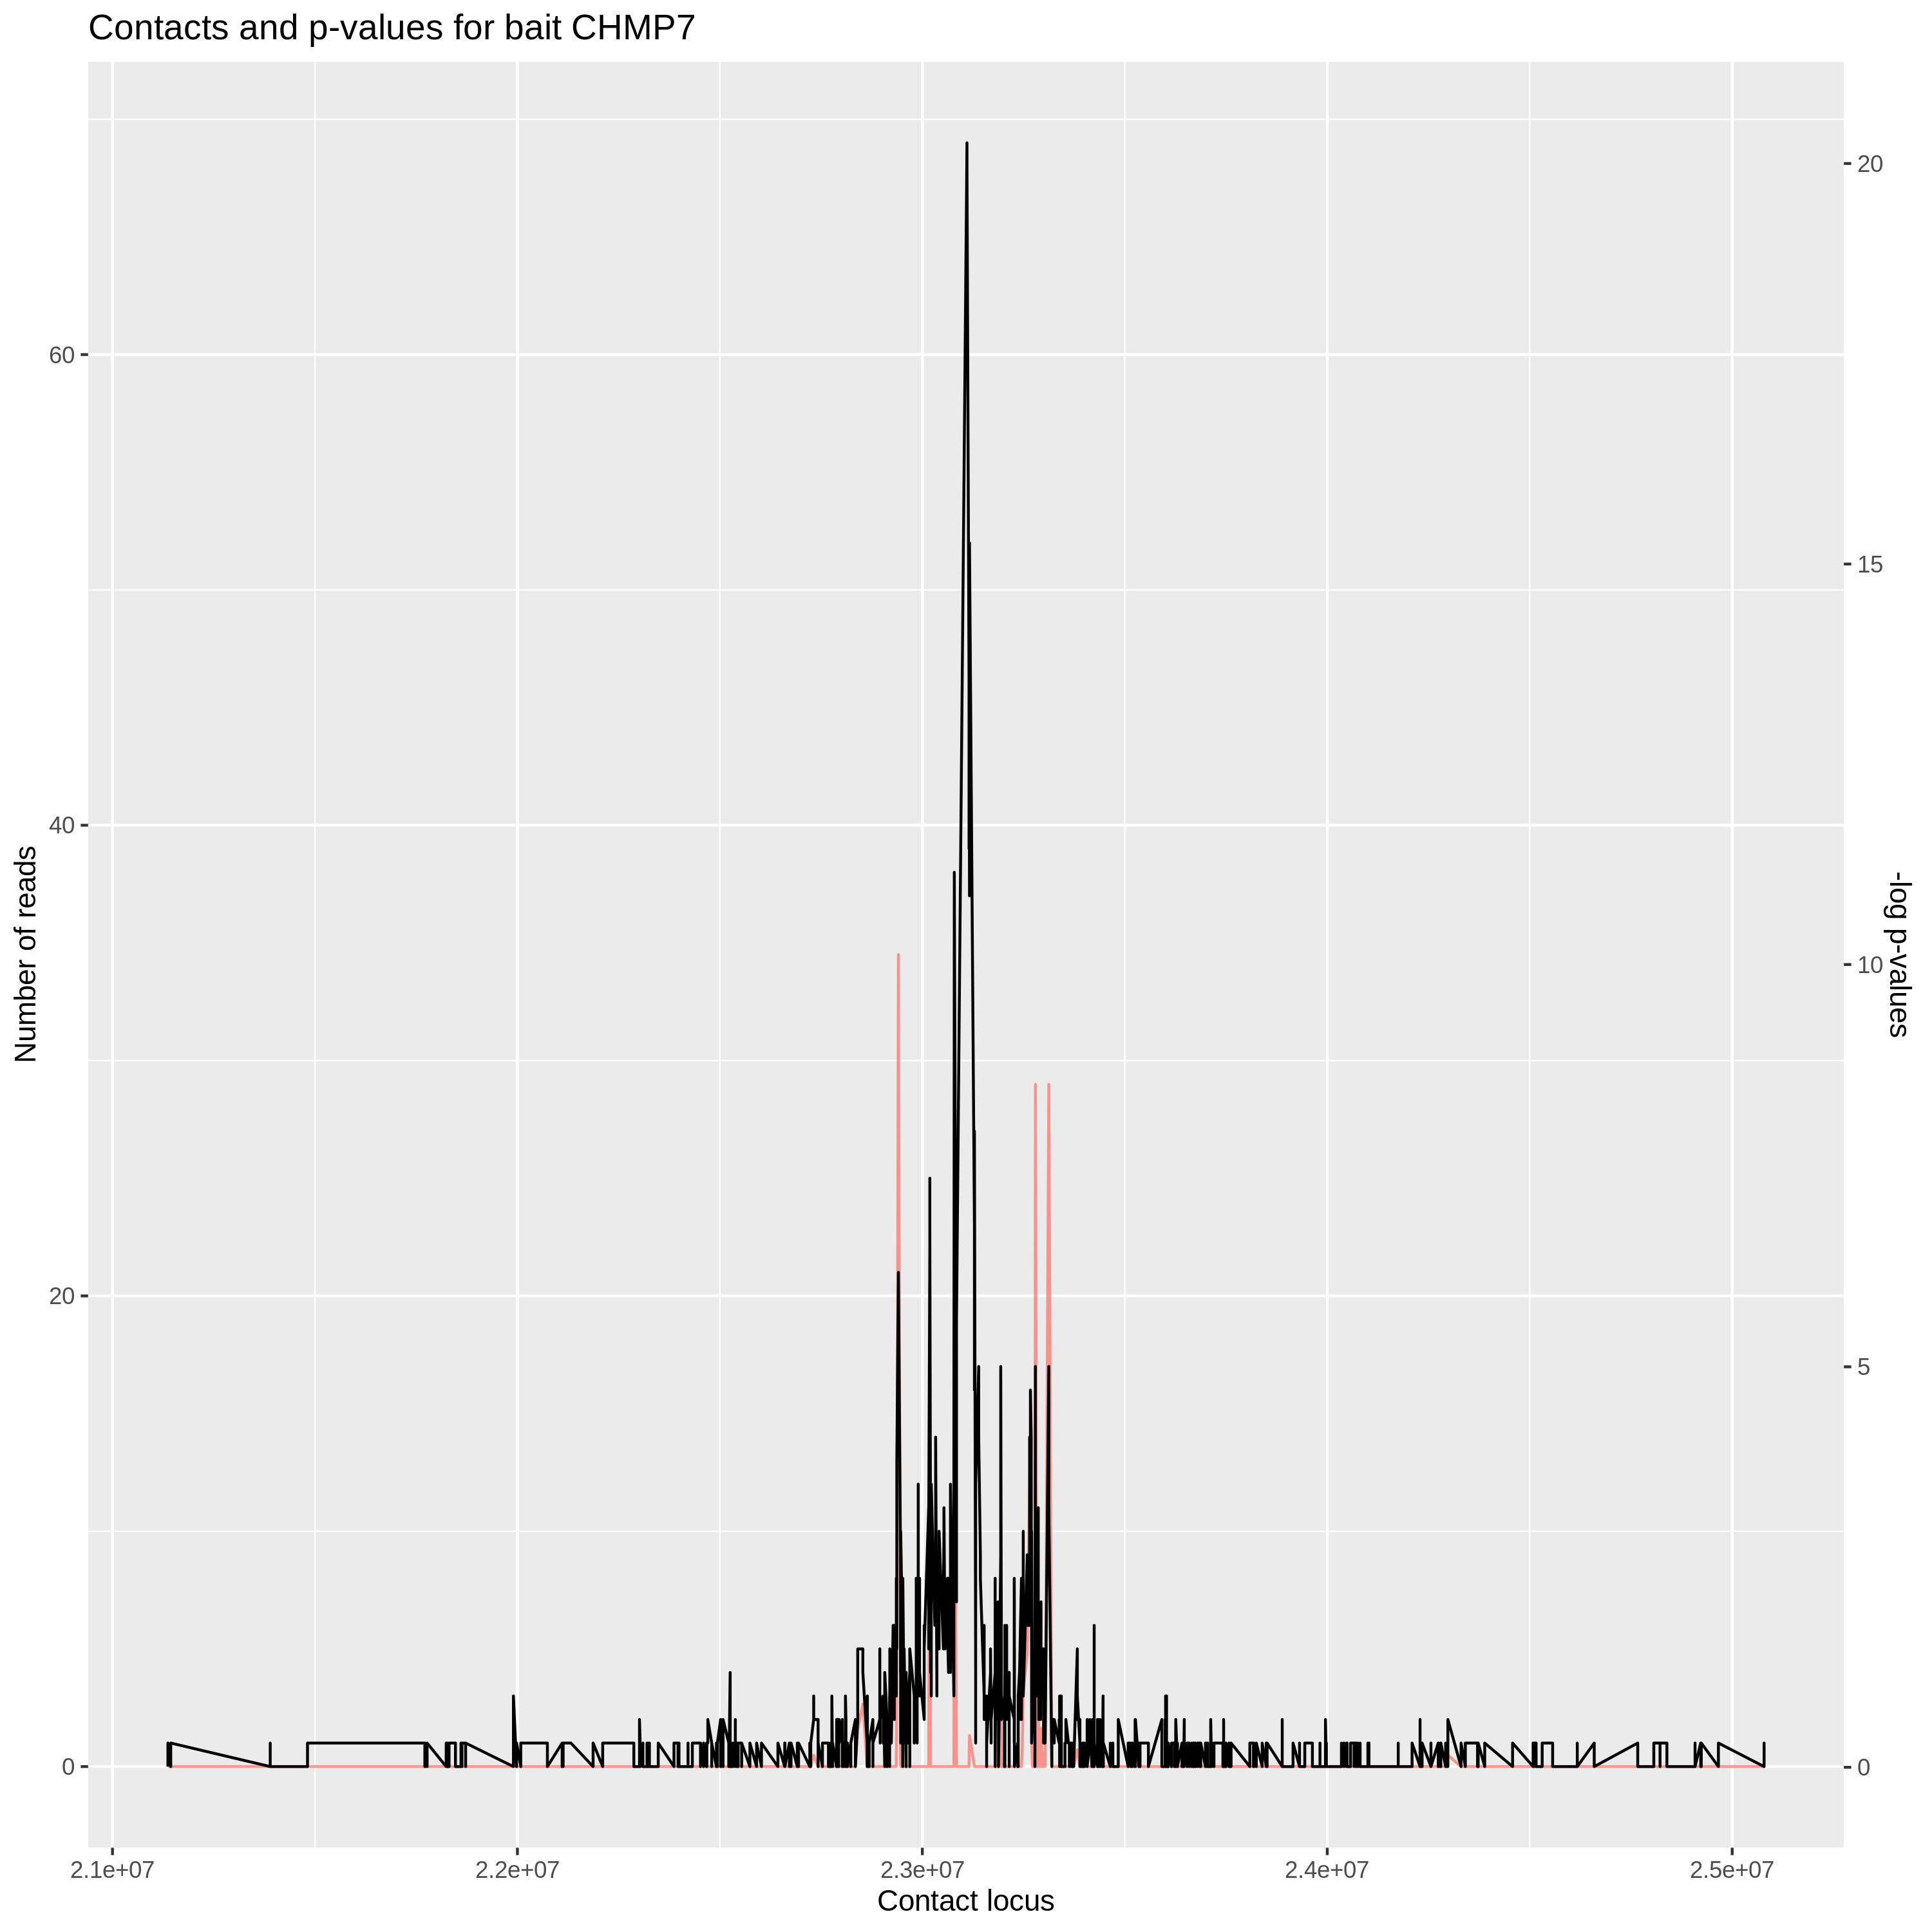 Contacts and p-values for bait CHMP7
Number of reads
60
40
20
0
20
15
10
5
0
-log p-values
2.1e+07 2.2e+07 2.3e+07 2.4e+07 2.5e+07
Contact locus